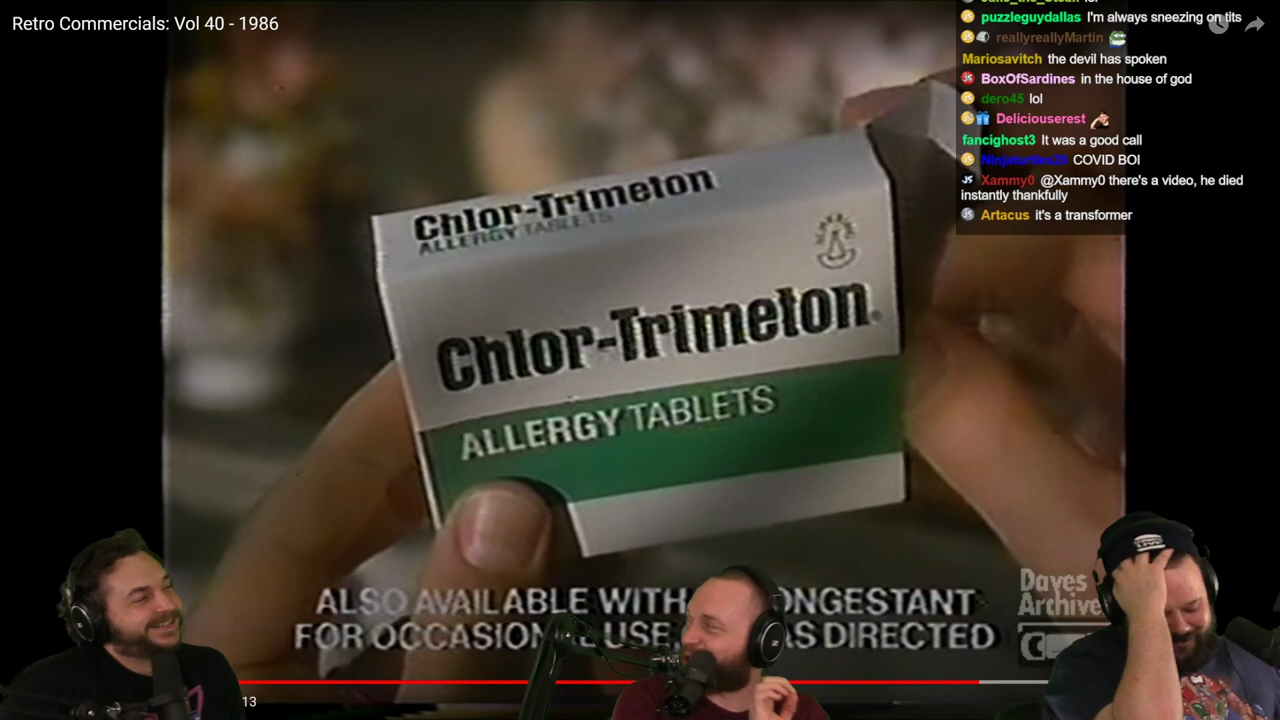 Retro Commercials: Vol 40 - 1986
puzzleguydallas I'm always sneezing on tits
reallyreallyMartin
Mariosavitch the devil has spoken
BoxOfSardines in the house of god
dero45 lol
Deliciouserest
fancighost3 It was a good call
COVID BOI
Xammy0 @Xammy0 there's a video, he died
instantly thankfully
Artacus it's a transformer
Chlor-Trimeton
ALLERGY TABLETS
Chlor-Trimeton
ALLERGY TABLETS
ALSO AVAILABLE WITH ONGESTANT
FOR OCCASION USE AS DIRECTED
Daves
Archive
13